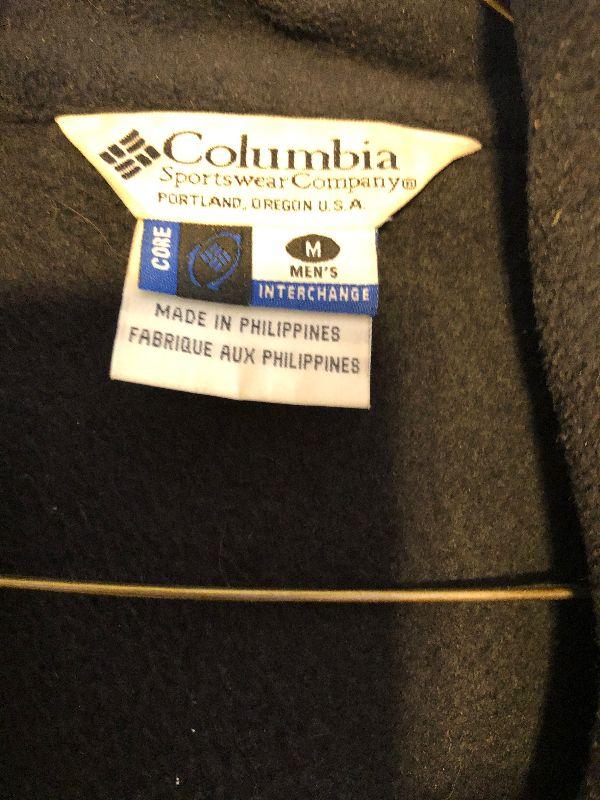 Columbia
Sportswear Company®
PORTLAND, OREGON U.S.A.
CORE
M
MEN'S
INTERCHANGE
MADE IN PHILIPPINES
FABRIQUE AUX PHILIPPINES